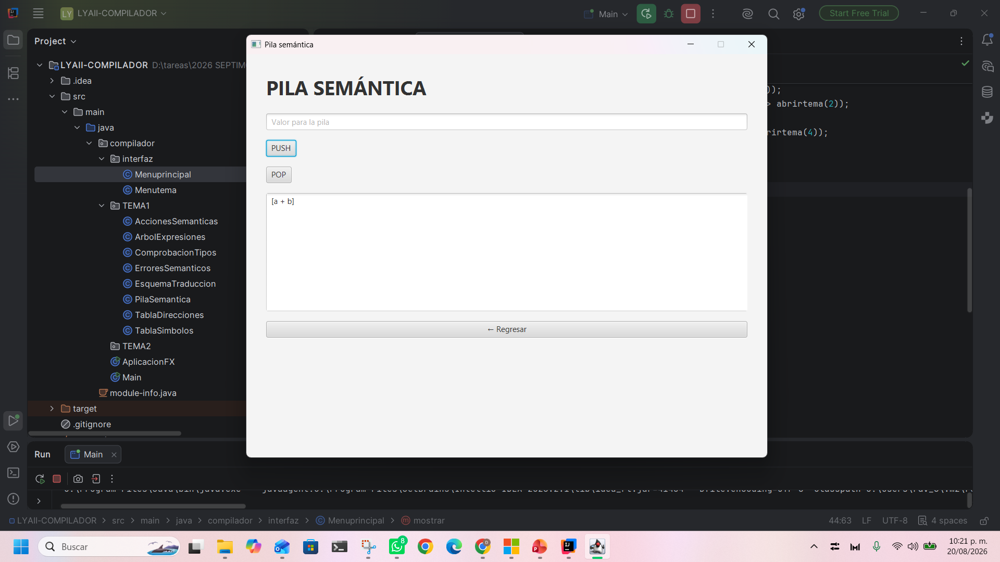 LY LYAII-COMPILADOR
Main
Start Free Trial
Project
LYAII-COMPILADOR D:\tareas\2026 SEPTIM
.idea
src
main
java
compilador
interfaz
Menuprincipal
Menutema
TEMA1
AccionesSemanticas
ArbolExpresiones
ComprobacionTipos
ErroresSemanticos
EsquemaTraduccion
PilaSemantica
TablaDirecciones
TablaSimbolos
TEMA2
AplicacionFX
Main
module-info.java
target
.gitignore
Pila semántica
PILA SEMÁNTICA
Valor para la pila
PUSH
POP
[a + b]
← Regresar
));
> abrirtema(2));
rirtema(4));
Run
Main
LYAII-COMPILADOR > src > main > java > compilador > interfaz > Menuprincipal > mostrar
44:63 LF UTF-8 4 spaces
Buscar
8
10:21 p. m.
20/08/2026